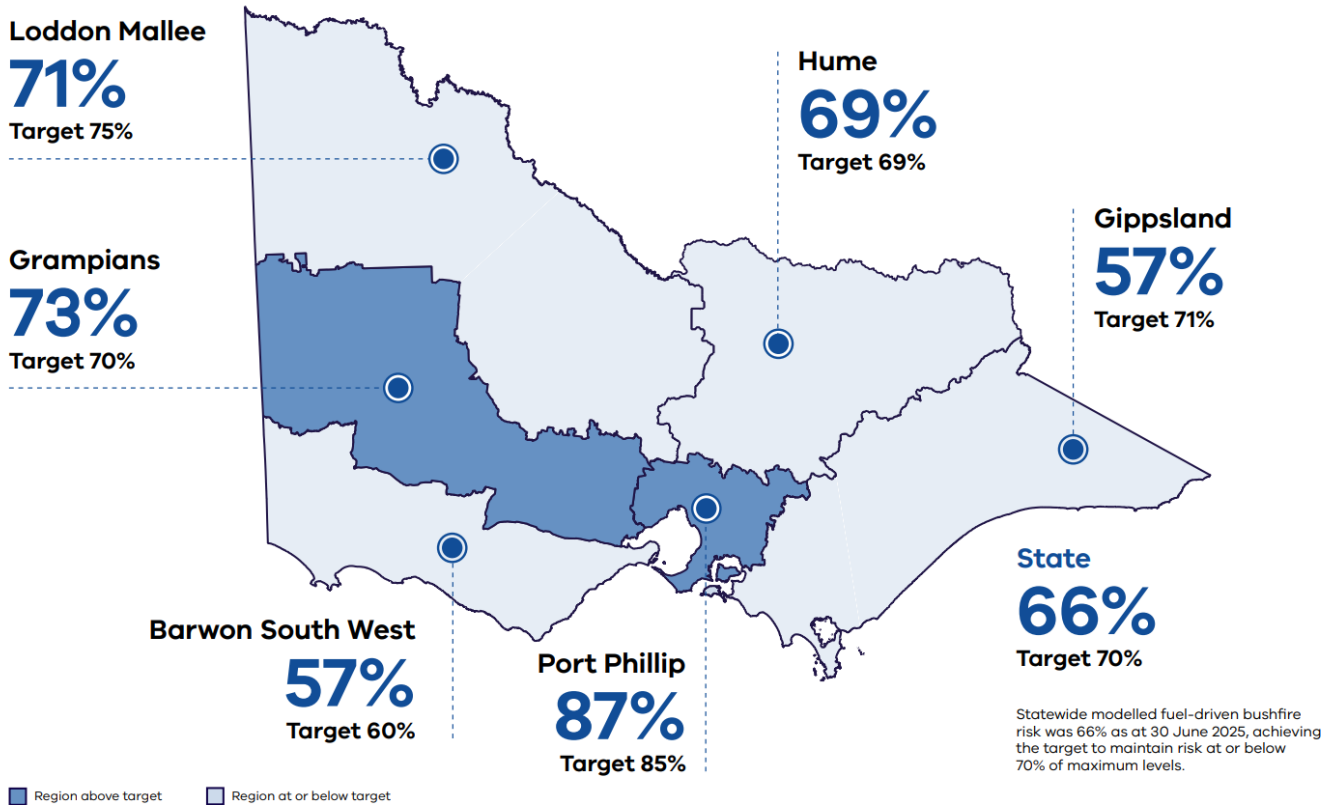 Loddon Mallee
71%
Target 75%
Hume
69%
Target 69%
Gippsland
57%
Target 71%
Grampians
73%
Target 70%
Barwon South West
57%
Target 60%
Port Phillip
87%
Target 85%
State
66%
Target 70%
Statewide modelled fuel-driven bushfire
risk was 66% as at 30 June 2025, achieving
the target to maintain risk at or below
70% of maximum levels.
Region above target
Region at or below target